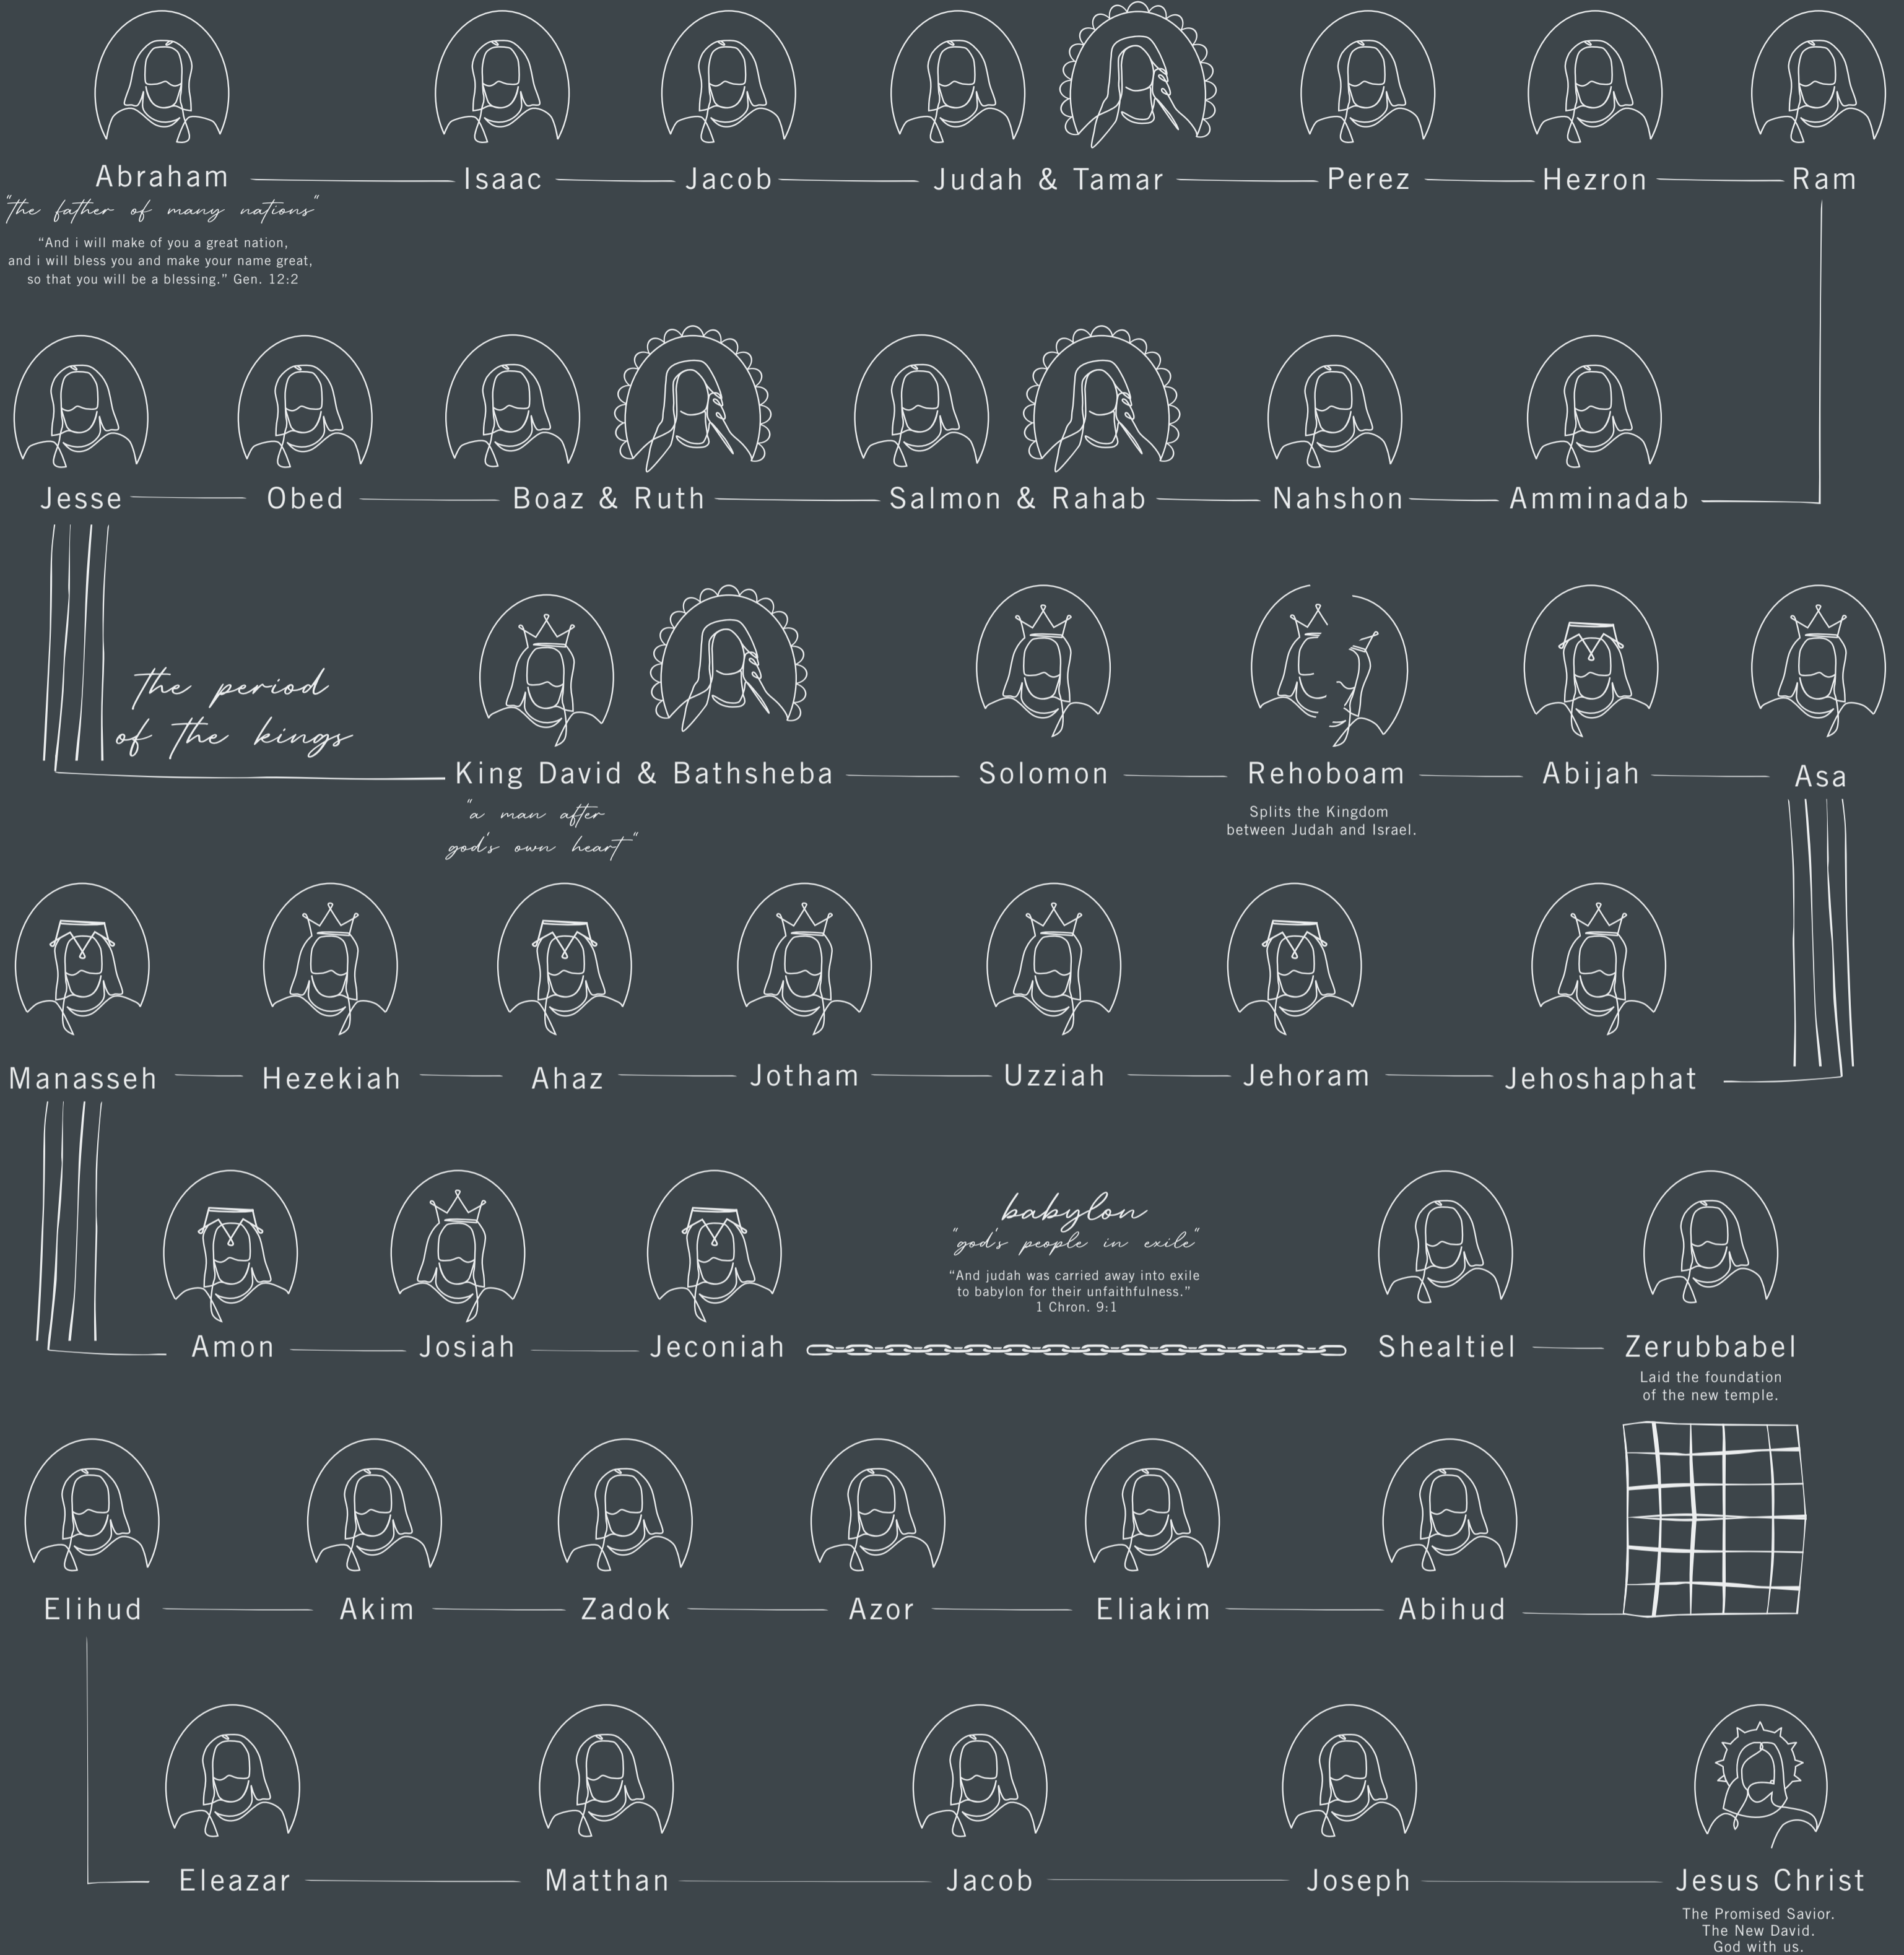 Abraham Isaac Jacob Judah & Tamar Perez Hezron Ram
"the father of many nations"
“And i will make of you a great nation,
and i will bless you and make your name great,
so that you will be a blessing.” Gen. 12:2
Jesse Obed Boaz & Ruth Salmon & Rahab Nahshon Amminadab
the period
of the kings
King David & Bathsheba Solomon Rehoboam Abijah Asa
"a man after
god's own heart"
Splits the Kingdom
between Judah and Israel.
Manasseh Hezekiah Ahaz Jotham Uzziah Jehoram Jehoshaphat
babylon
"god's people in exile"
“And judah was carried away into exile
to babylon for their unfaithfulness.”
1 Chron. 9:1
Amon Josiah Jeconiah Shealtiel Zerubbabel
Laid the foundation
of the new temple.
Elihud Akim Zadok Azor Eliakim Abihud
Eleazar Matthan Jacob Joseph Jesus Christ
The Promised Savior.
The New David.
God with us.